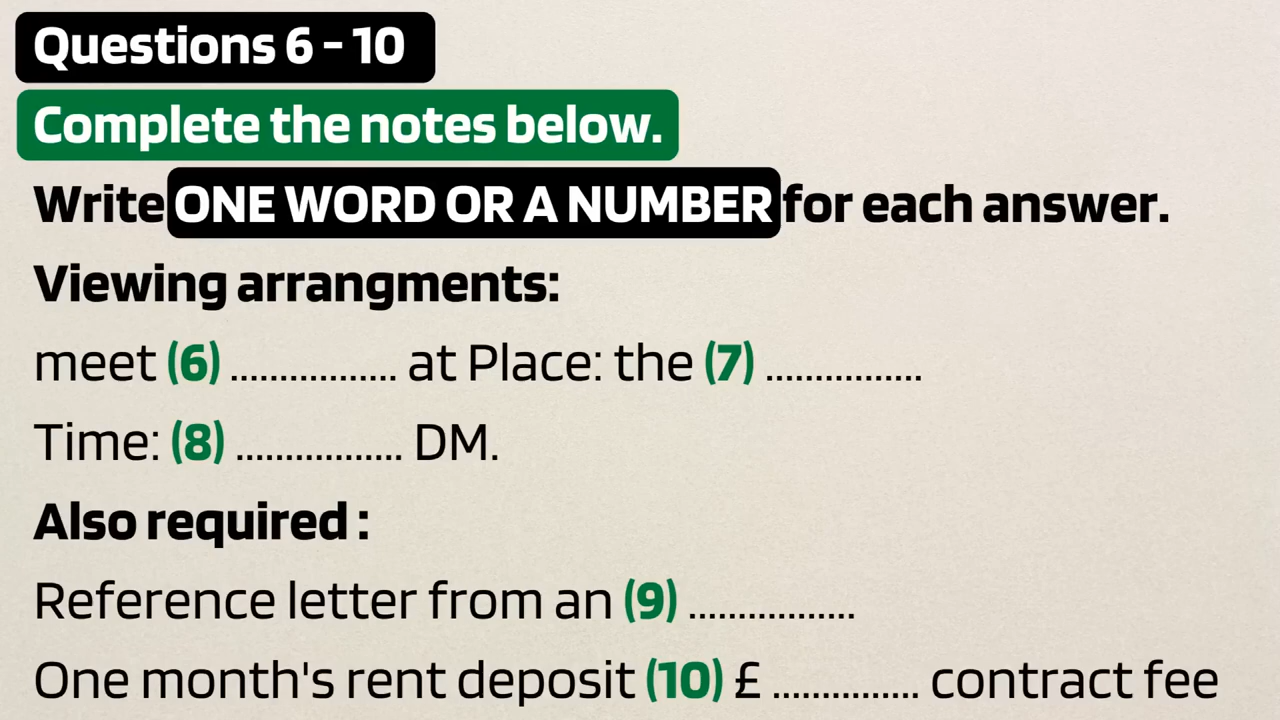 Questions 6 - 10
Complete the notes below.
Write ONE WORD OR A NUMBER for each answer.
Viewing arrangments:
meet (6) ................. at Place: the (7) ................
Time: (8) ................. DM.
Also required :
Reference letter from an (9) .................
One month's rent deposit (10) £ ............... contract fee